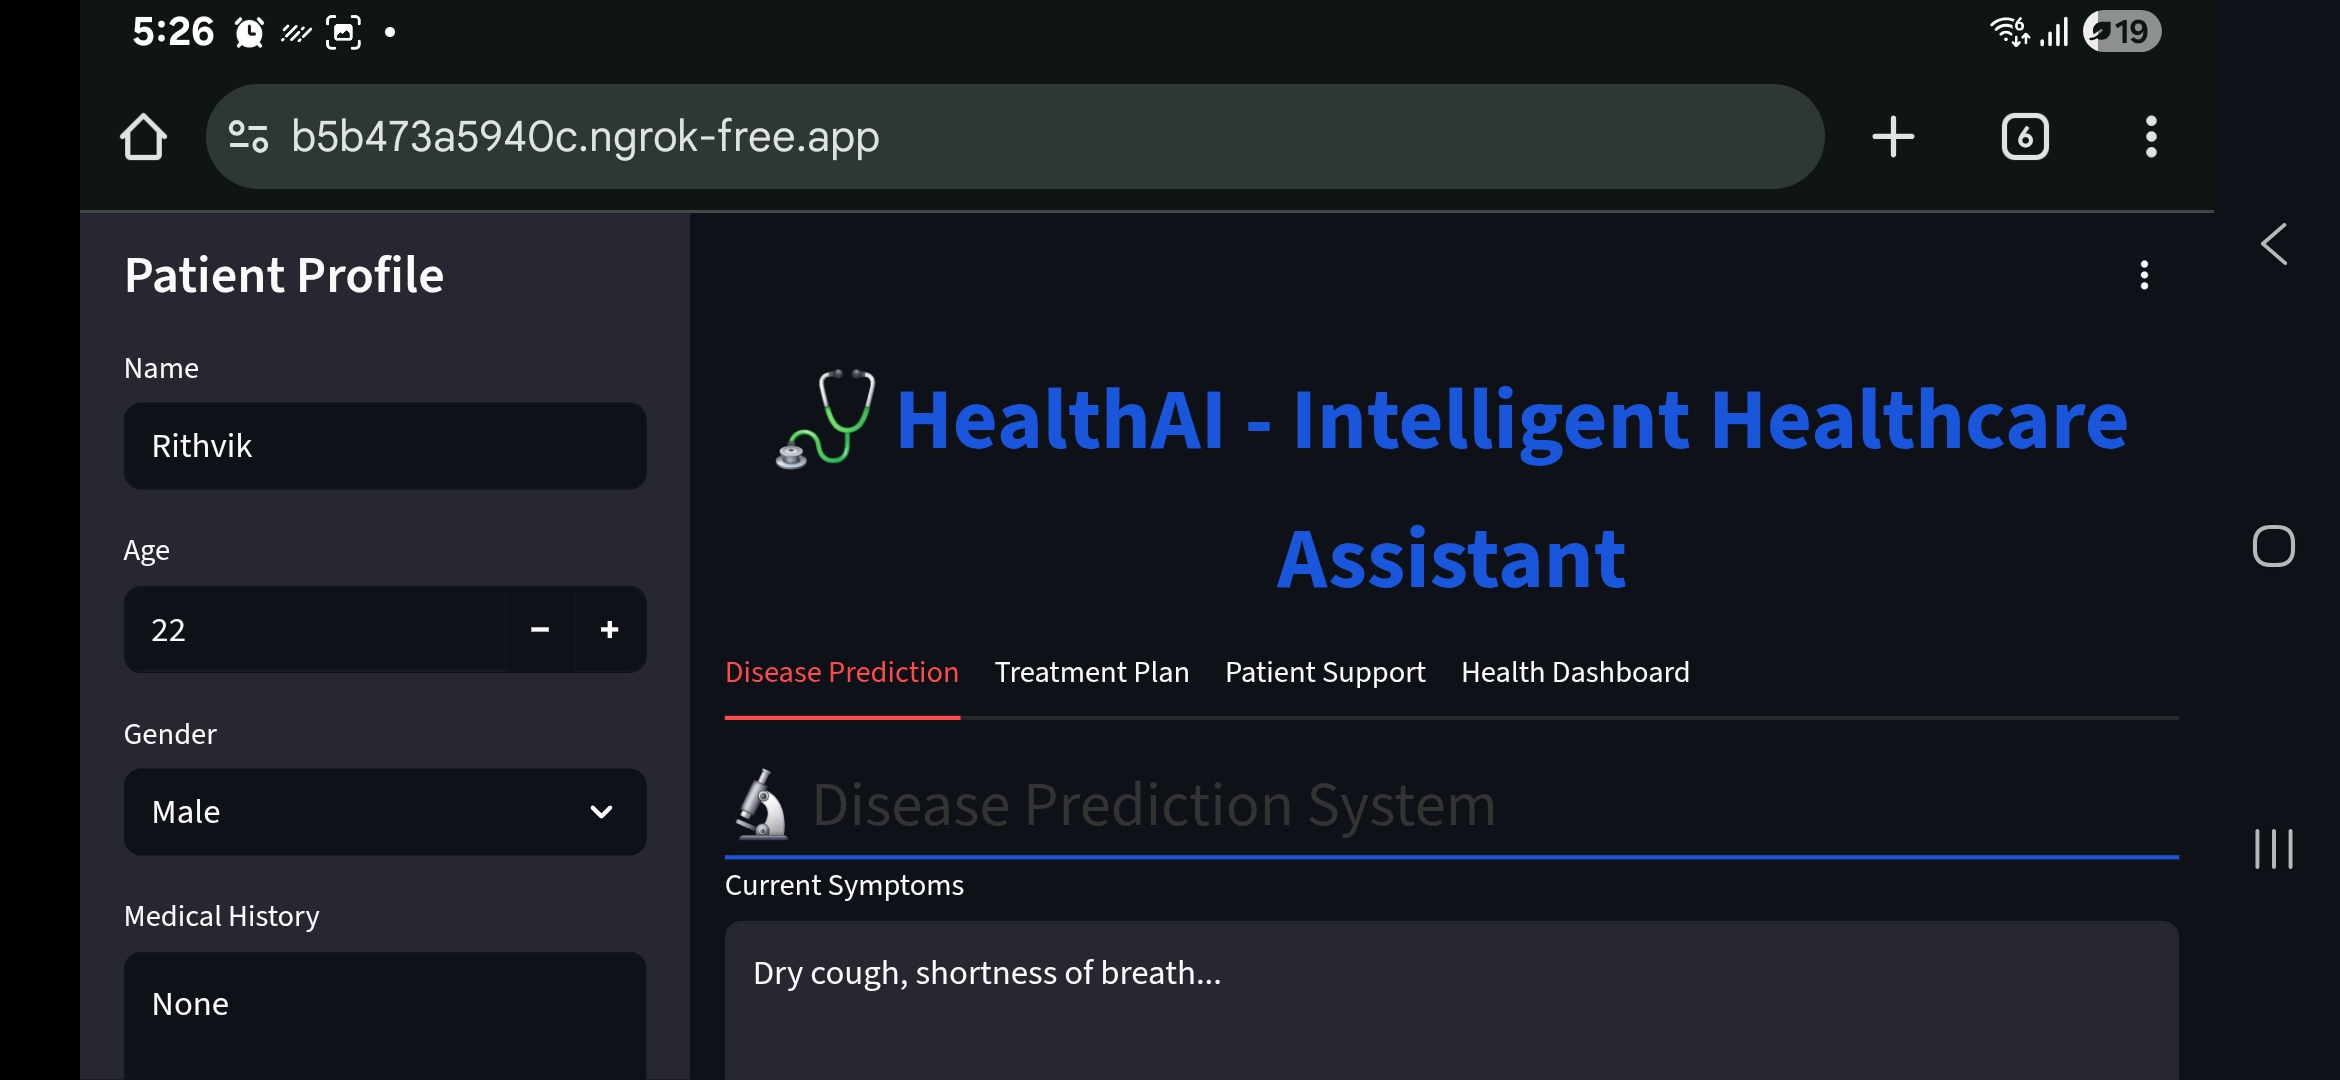 5:26
19
b5b473a5940c.ngrok-free.app
6
Patient Profile
Name
Rithvik
Age
22
Gender
Male
Medical History
None
HealthAI - Intelligent Healthcare
Assistant
Disease Prediction Treatment Plan Patient Support Health Dashboard
Disease Prediction System
Current Symptoms
Dry cough, shortness of breath...